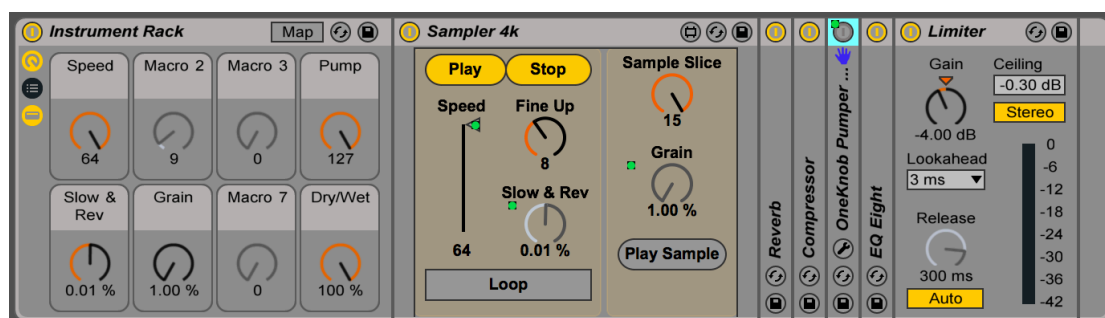 Instrument Rack
Map
Speed
64
Macro 2
9
Macro 3
0
Pump
127
Slow &
Rev
0.01 %
Grain
1.00 %
Macro 7
0
Dry/Wet
100 %
Sampler 4k
Play
Stop
Speed
64
Fine Up
8
Slow & Rev
0.01 %
Loop
Sample Slice
15
Grain
1.00 %
Play Sample
Reverb
Compressor
OneKnob Pumper ...
EQ Eight
Limiter
Gain
-4.00 dB
Ceiling
-0.30 dB
Stereo
Lookahead
3 ms
Release
300 ms
Auto
0
-6
-12
-18
-24
-30
-36
-42